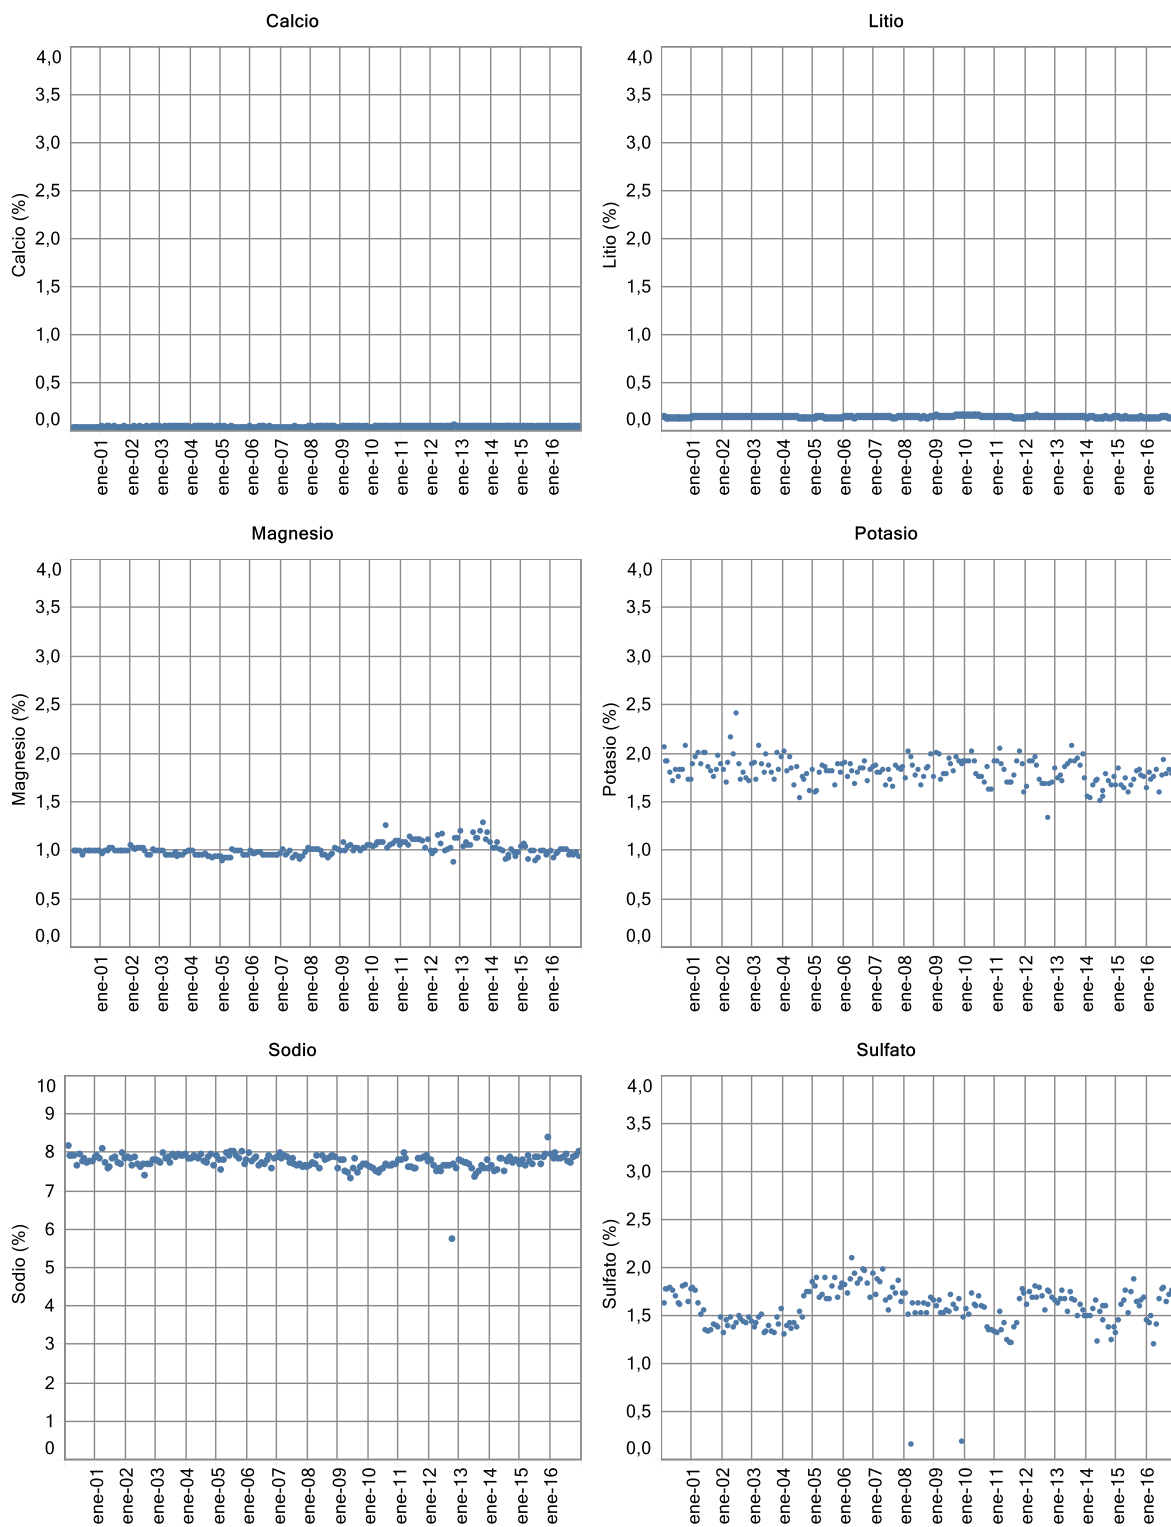 Calcio
4,0
3,5
3,0
2,5
2,0
1,5
1,0
0,5
0,0
Calcio (%)
ene-01
ene-02
ene-03
ene-04
ene-05
ene-06
ene-07
ene-08
ene-09
ene-10
ene-11
ene-12
ene-13
ene-14
ene-15
ene-16
Litio
4,0
3,5
3,0
2,5
2,0
1,5
1,0
0,5
0,0
Litio (%)
ene-01
ene-02
ene-03
ene-04
ene-05
ene-06
ene-07
ene-08
ene-09
ene-10
ene-11
ene-12
ene-13
ene-14
ene-15
ene-16
Magnesio
4,0
3,5
3,0
2,5
2,0
1,5
1,0
0,5
0,0
Magnesio (%)
ene-01
ene-02
ene-03
ene-04
ene-05
ene-06
ene-07
ene-08
ene-09
ene-10
ene-11
ene-12
ene-13
ene-14
ene-15
ene-16
Potasio
4,0
3,5
3,0
2,5
2,0
1,5
1,0
0,5
0,0
Potasio (%)
ene-01
ene-02
ene-03
ene-04
ene-05
ene-06
ene-07
ene-08
ene-09
ene-10
ene-11
ene-12
ene-13
ene-14
ene-15
ene-16
Sodio
10
9
8
7
6
5
4
3
2
1
0
Sodio (%)
ene-01
ene-02
ene-03
ene-04
ene-05
ene-06
ene-07
ene-08
ene-09
ene-10
ene-11
ene-12
ene-13
ene-14
ene-15
ene-16
Sulfato
4,0
3,5
3,0
2,5
2,0
1,5
1,0
0,5
0,0
Sulfato (%)
ene-01
ene-02
ene-03
ene-04
ene-05
ene-06
ene-07
ene-08
ene-09
ene-10
ene-11
ene-12
ene-13
ene-14
ene-15
ene-16